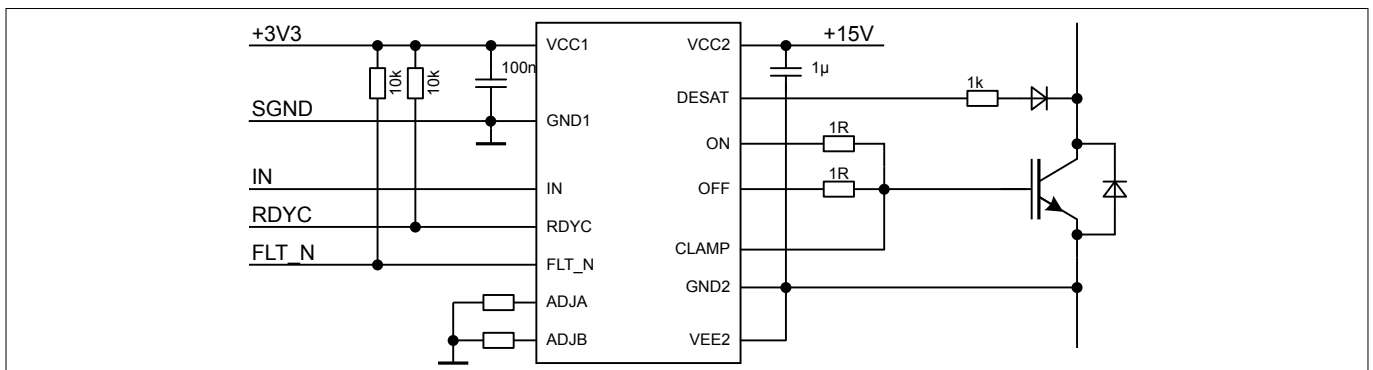 +3V3
VCC1
VCC2
+15V
10k
10k
100n
1µ
1k
DESAT
SGND
GND1
1R
ON
IN
IN
1R
OFF
RDYC
RDYC
CLAMP
FLT_N
FLT_N
GND2
ADJA
ADJB
VEE2